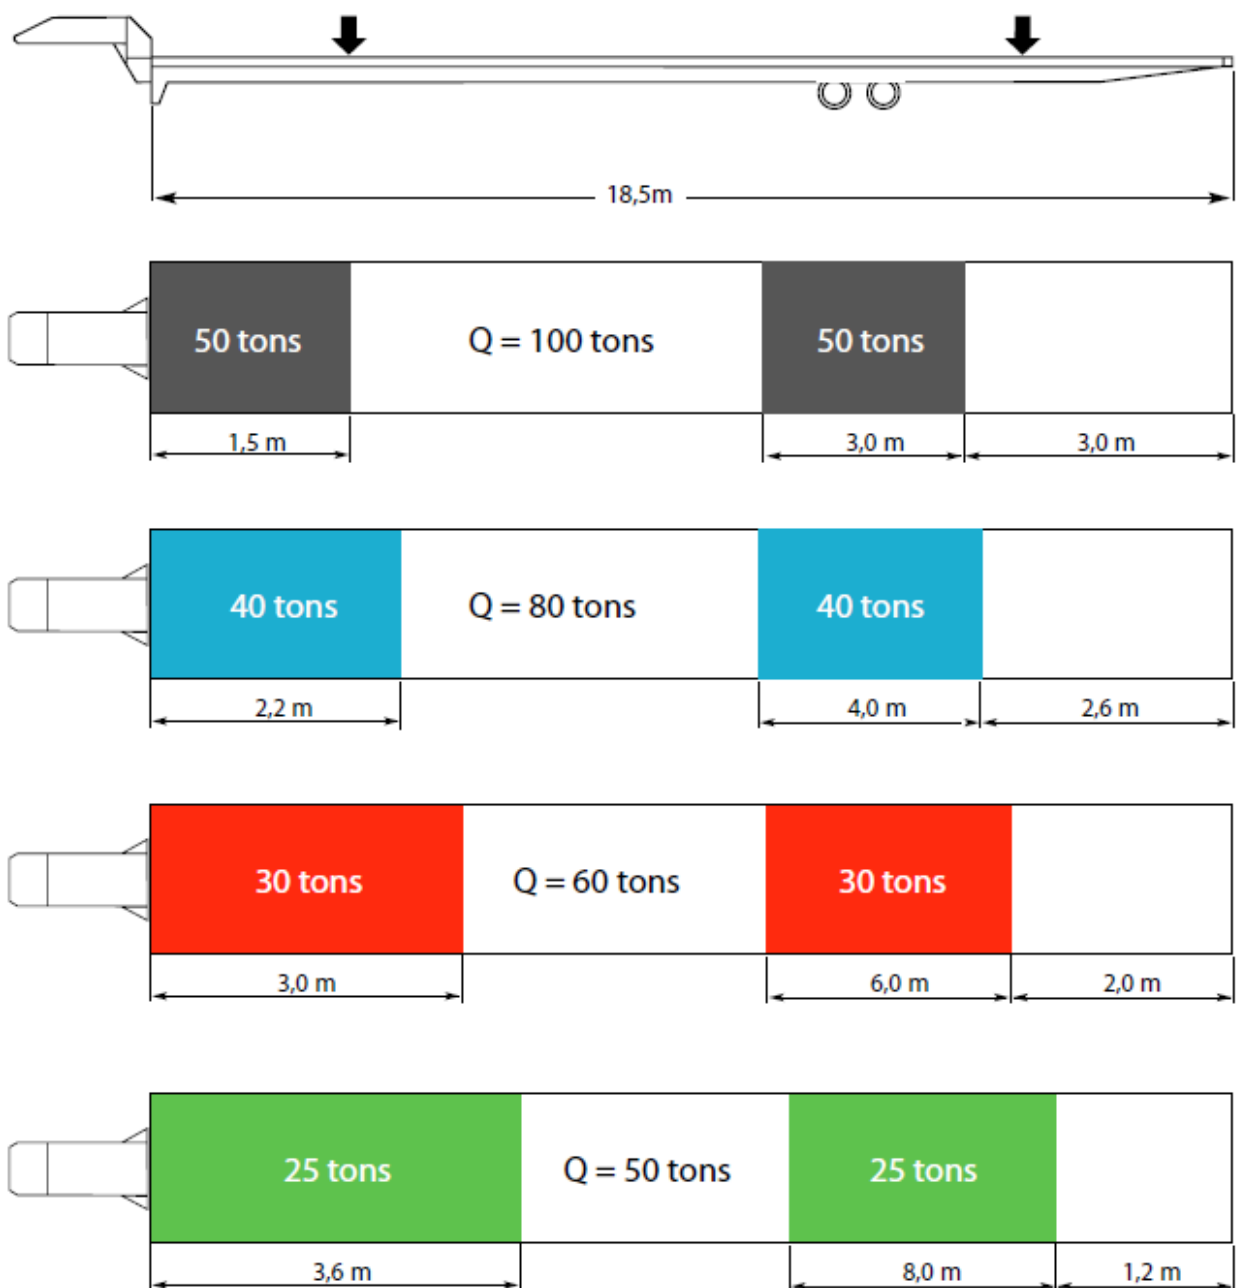 18,5m
50 tons Q = 100 tons 50 tons
1,5 m 3,0 m 3,0 m
40 tons Q = 80 tons 40 tons
2,2 m 4,0 m 2,6 m
30 tons Q = 60 tons 30 tons
3,0 m 6,0 m 2,0 m
25 tons Q = 50 tons 25 tons
3,6 m 8,0 m 1,2 m